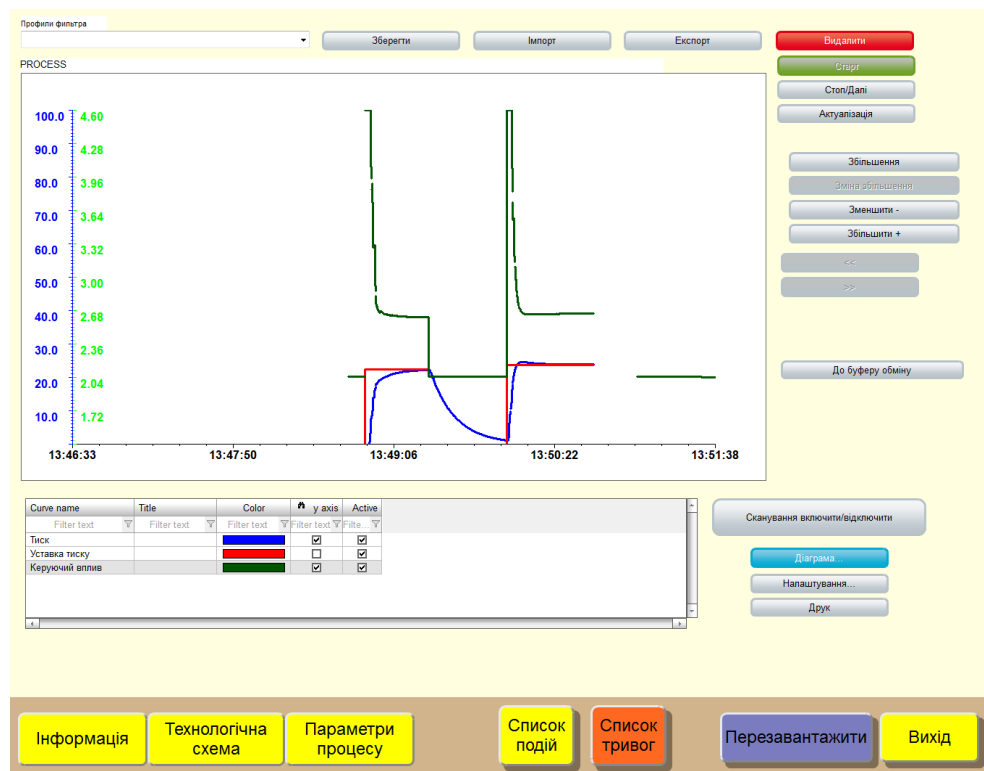 Профили фильтра
Зберегти
Імпорт
Експорт
Видалити
PROCESS
Старт
Стоп/Далі
Актуалізація
Збільшення
Зміна збільшення
Зменшити -
Збільшити +
<<
>>
До буферу обміну
100.0 4.60
90.0 4.28
80.0 3.96
70.0 3.64
60.0 3.32
50.0 3.00
40.0 2.68
30.0 2.36
20.0 2.04
10.0 1.72
13:46:33 13:47:50 13:49:06 13:50:22 13:51:38
Curve name Title Color y axis Active
Filter text Filter text Filter text Filter text Filte...
Тиск
Уставка тиску
Керуючий вплив
Сканування включити/відключити
Діаграма...
Налаштування...
Друк
Інформація
Технологічна
схема
Параметри
процесу
Список
подій
Список
тривог
Перезавантажити
Вихід